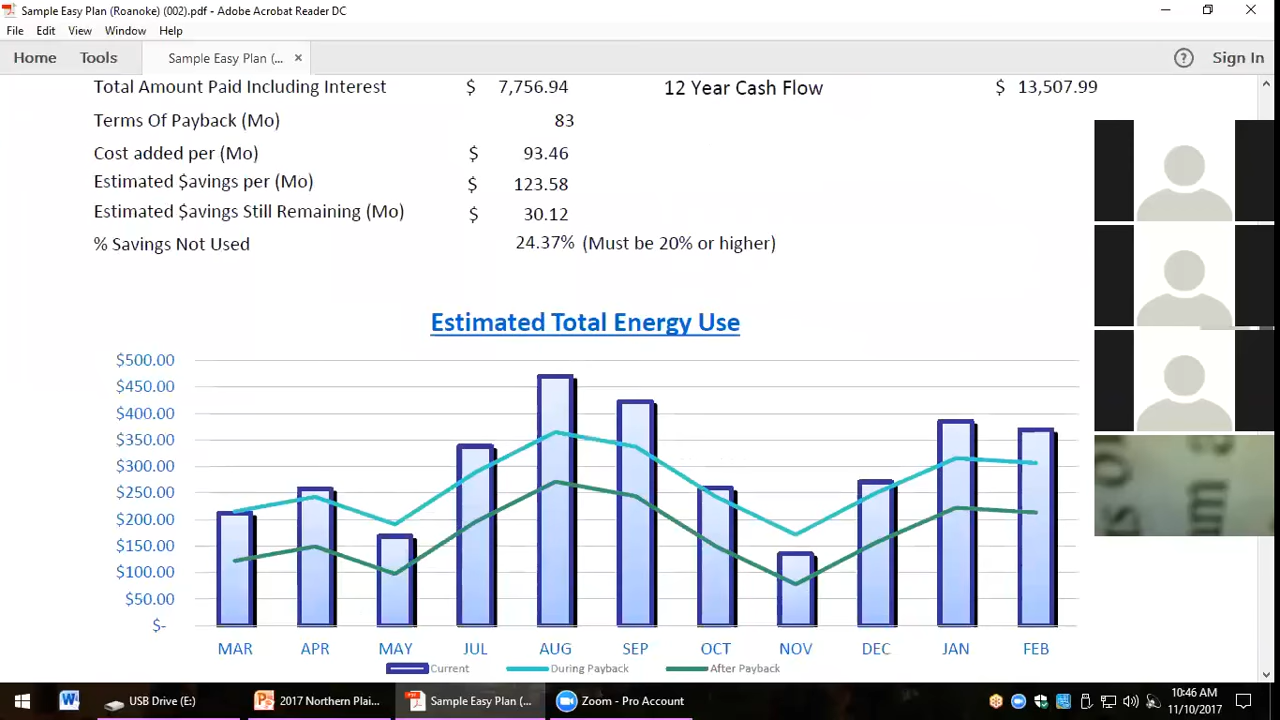 Sample Easy Plan (Roanoke) (002).pdf - Adobe Acrobat Reader DC
File Edit View Window Help
Home Tools Sample Easy Plan (... × ? Sign In
Total Amount Paid Including Interest $ 7,756.94 12 Year Cash Flow $ 13,507.99
Terms Of Payback (Mo) 83
Cost added per (Mo) $ 93.46
Estimated $avings per (Mo) $ 123.58
Estimated $avings Still Remaining (Mo) $ 30.12
% Savings Not Used 24.37% (Must be 20% or higher)
Estimated Total Energy Use
$500.00
$450.00
$400.00
$350.00
$300.00
$250.00
$200.00
$150.00
$100.00
$50.00
$-
MAR APR MAY JUL AUG SEP OCT NOV DEC JAN FEB
Current During Payback After Payback
USB Drive (E:) 2017 Northern Plai... Sample Easy Plan (... Zoom - Pro Account 10:46 AM
11/10/2017